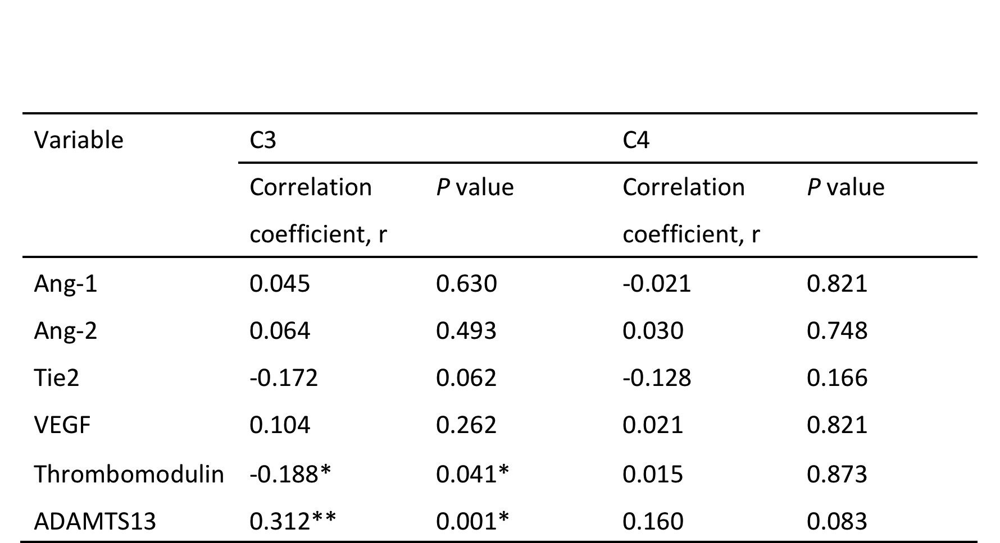 Variable C3 C4
Correlation P value Correlation P value
coefficient, r coefficient, r
Ang-1 0.045 0.630 -0.021 0.821
Ang-2 0.064 0.493 0.030 0.748
Tie2 -0.172 0.062 -0.128 0.166
VEGF 0.104 0.262 0.021 0.821
Thrombomodulin -0.188* 0.041* 0.015 0.873
ADAMTS13 0.312** 0.001* 0.160 0.083